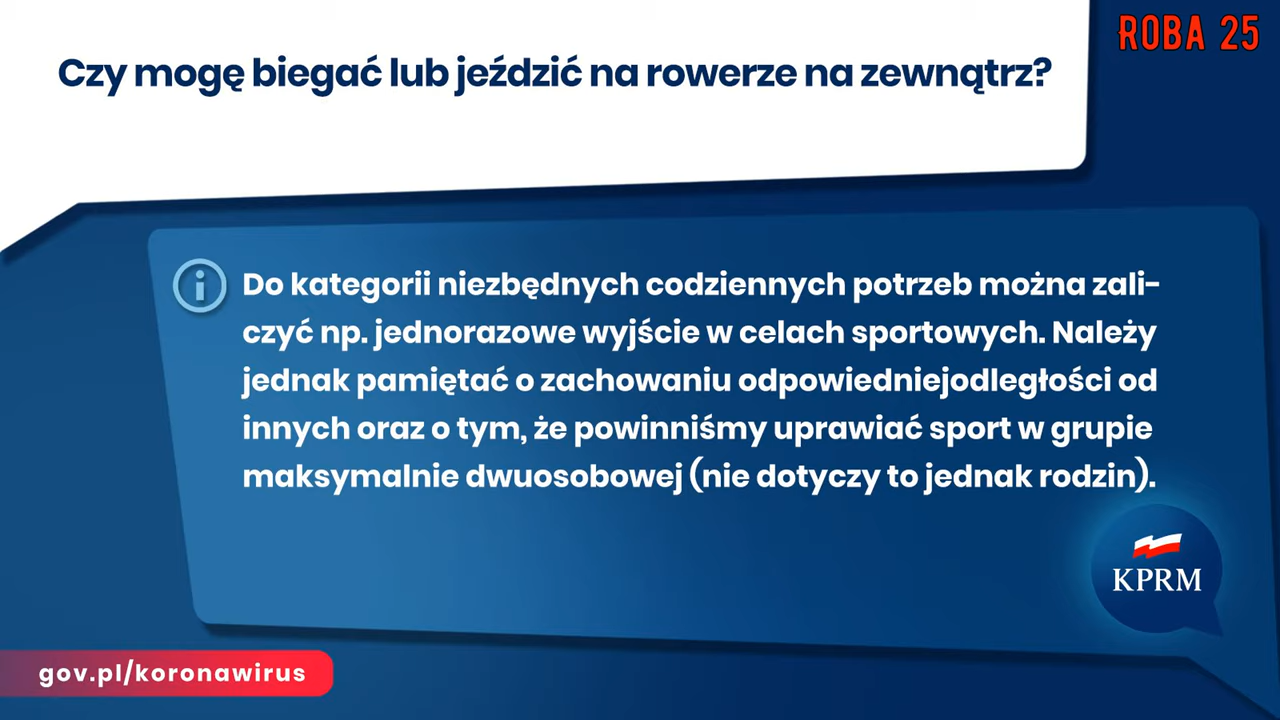 ROBA 25
Czy mogę biegać lub jeździć na rowerze na zewnątrz?
Do kategorii niezbędnych codziennych potrzeb można zali-
czyć np. jednorazowe wyjście w celach sportowych. Należy
jednak pamiętać o zachowaniu odpowiedniejodległości od
innych oraz o tym, że powinniśmy uprawiać sport w grupie
maksymalnie dwuosobowej (nie dotyczy to jednak rodzin).
KPRM
gov.pl/koronawirus